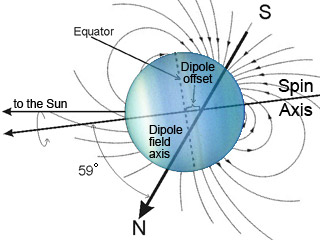 S
Equator
Dipole
offset
Spin
Axis
to the Sun
Dipole
field
axis
59°
N